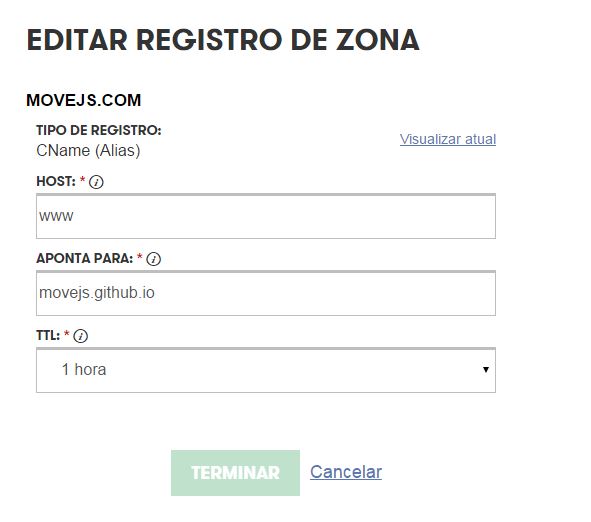 EDITAR REGISTRO DE ZONA
MOVEJS.COM
TIPO DE REGISTRO:
CName (Alias)
Visualizar atual
HOST: *
www
APONTA PARA: *
movejs.github.io
TTL: *
1 hora
TERMINAR Cancelar